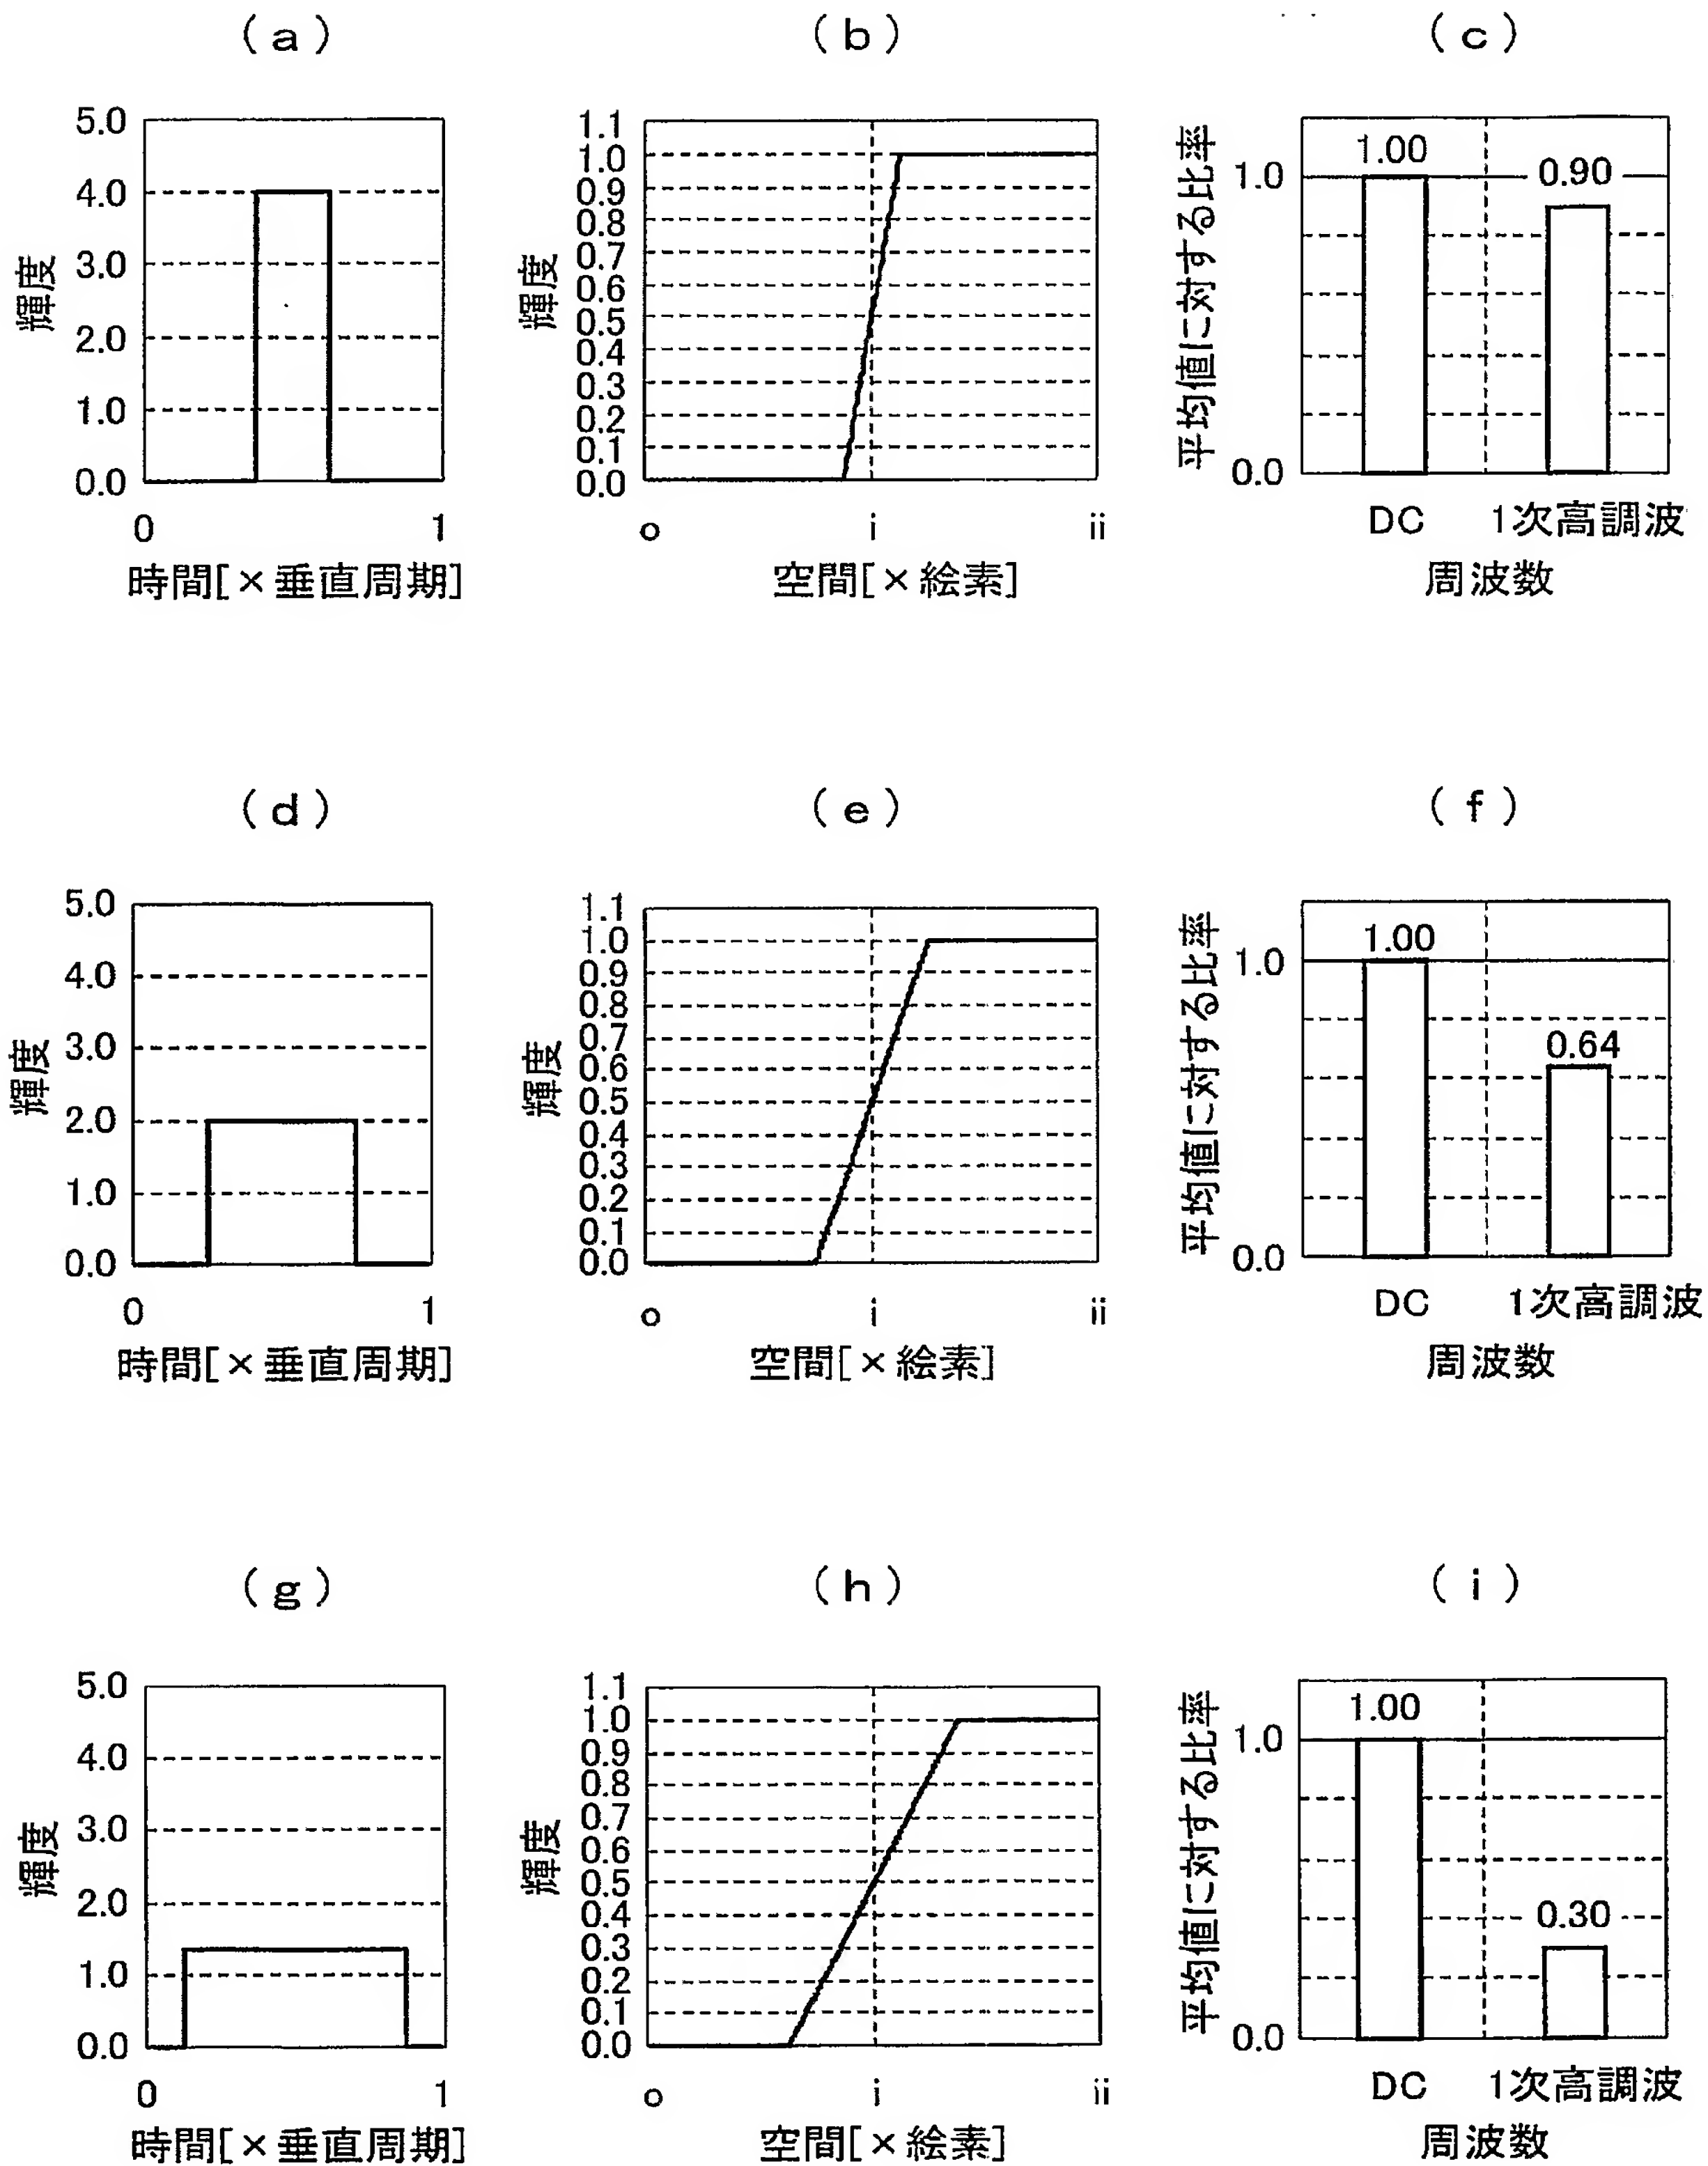 (a)
5.0
4.0
3.0
2.0
1.0
0.0
輝度
0 1
時間[×垂直周期]
(b)
1.1
1.0
0.9
0.8
0.7
0.6
0.5
0.4
0.3
0.2
0.1
0.0
輝度
o i ii
空間[×絵素]
(c)
平均値に対する比率
1.0
0.0
1.00
0.90
DC 1次高調波
周波数
(d)
5.0
4.0
3.0
2.0
1.0
0.0
輝度
0 1
時間[×垂直周期]
(e)
1.1
1.0
0.9
0.8
0.7
0.6
0.5
0.4
0.3
0.2
0.1
0.0
輝度
o i ii
空間[×絵素]
(f)
平均値に対する比率
1.0
0.0
1.00
0.64
DC 1次高調波
周波数
(g)
5.0
4.0
3.0
2.0
1.0
0.0
輝度
0 1
時間[×垂直周期]
(h)
1.1
1.0
0.9
0.8
0.7
0.6
0.5
0.4
0.3
0.2
0.1
0.0
輝度
o i ii
空間[×絵素]
(i)
平均値に対する比率
1.0
0.0
1.00
0.30
DC 1次高調波
周波数